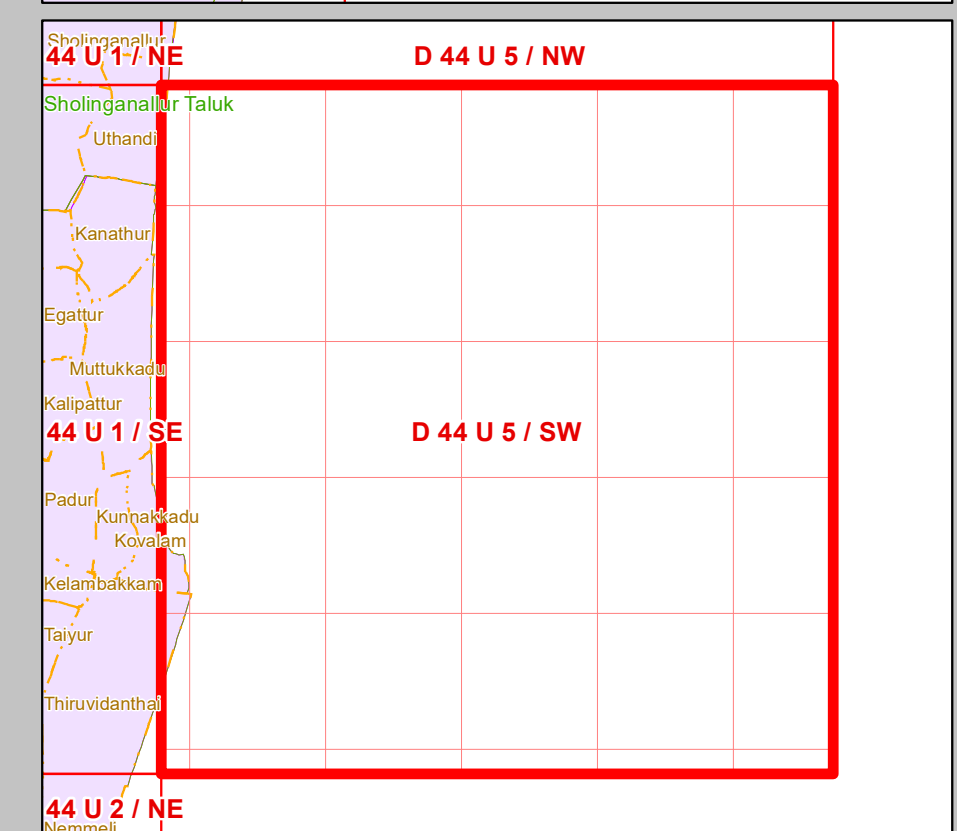 Sholinganallur
44 U 1 / NE
D 44 U 5 / NW
Sholinganallur Taluk
Uthandi
Kanathur
Egattur
Muttukkadu
Kalipattur
44 U 1 / SE
D 44 U 5 / SW
Padur
Kunnakkadu
Kovalam
Kelambakkam
Taiyur
Thiruvidanthai
44 U 2 / NE
Nemmeli